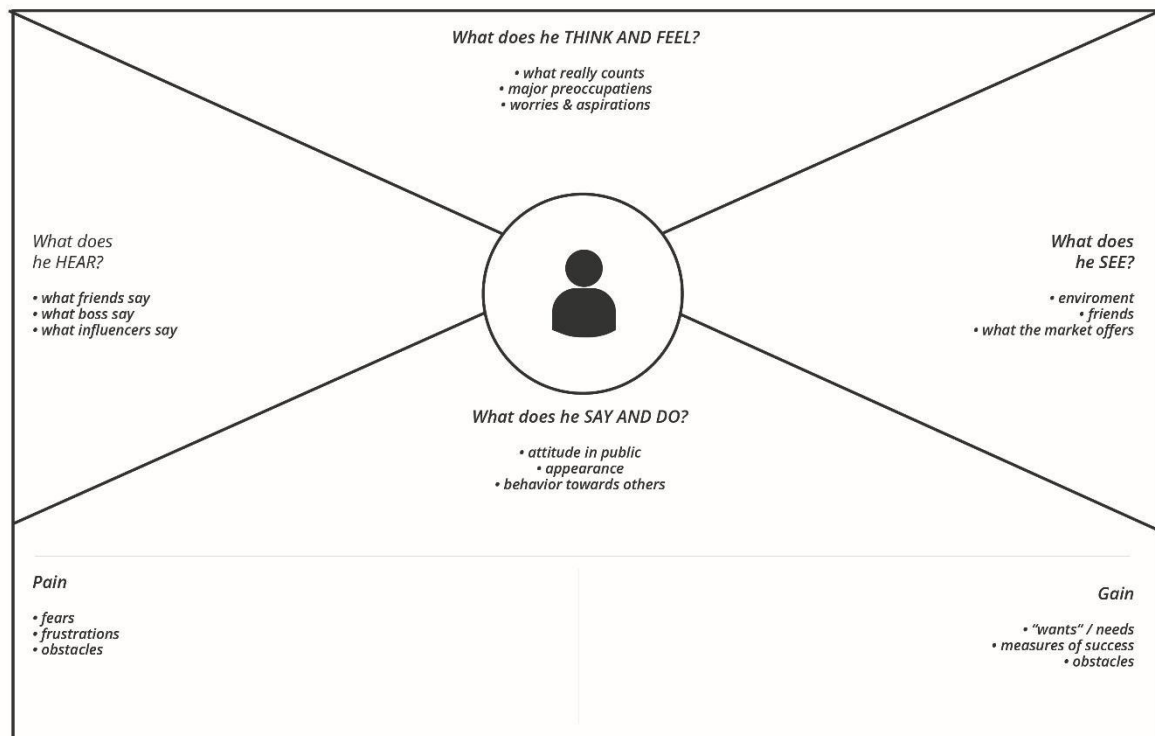 What does he THINK AND FEEL?
• what really counts
• major preoccupatiens
• worries & aspirations
What does
he HEAR?
• what friends say
• what boss say
• what influencers say
What does
he SEE?
• enviroment
• friends
• what the market offers
What does he SAY AND DO?
• attitude in public
• appearance
• behavior towards others
Pain
• fears
• frustrations
• obstacles
Gain
• “wants” / needs
• measures of success
• obstacles